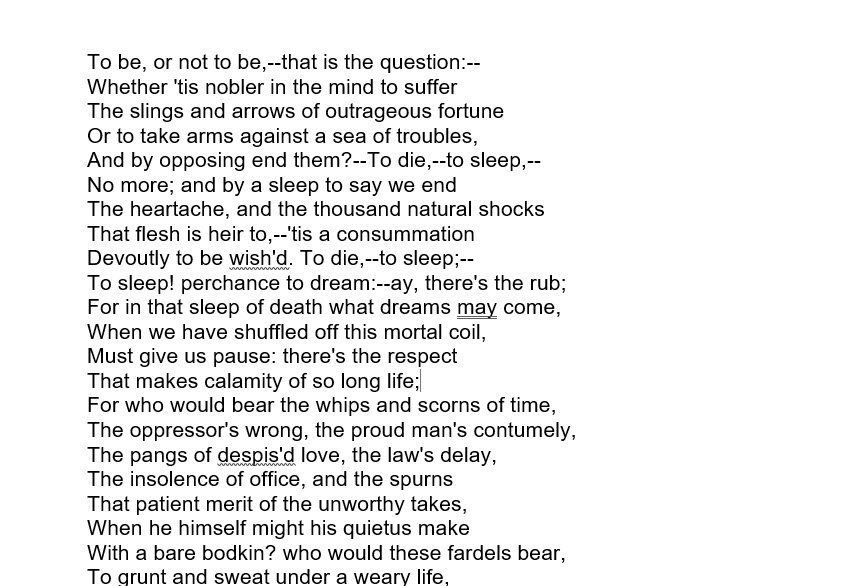 To be, or not to be,--that is the question:--
Whether 'tis nobler in the mind to suffer
The slings and arrows of outrageous fortune
Or to take arms against a sea of troubles,
And by opposing end them?--To die,--to sleep,--
No more; and by a sleep to say we end
The heartache, and the thousand natural shocks
That flesh is heir to,--'tis a consummation
Devoutly to be wish'd. To die,--to sleep;--
To sleep! perchance to dream:--ay, there's the rub;
For in that sleep of death what dreams may come,
When we have shuffled off this mortal coil,
Must give us pause: there's the respect
That makes calamity of so long life;
For who would bear the whips and scorns of time,
The oppressor's wrong, the proud man's contumely,
The pangs of despis'd love, the law's delay,
The insolence of office, and the spurns
That patient merit of the unworthy takes,
When he himself might his quietus make
With a bare bodkin? who would these fardels bear,
To grunt and sweat under a weary life,